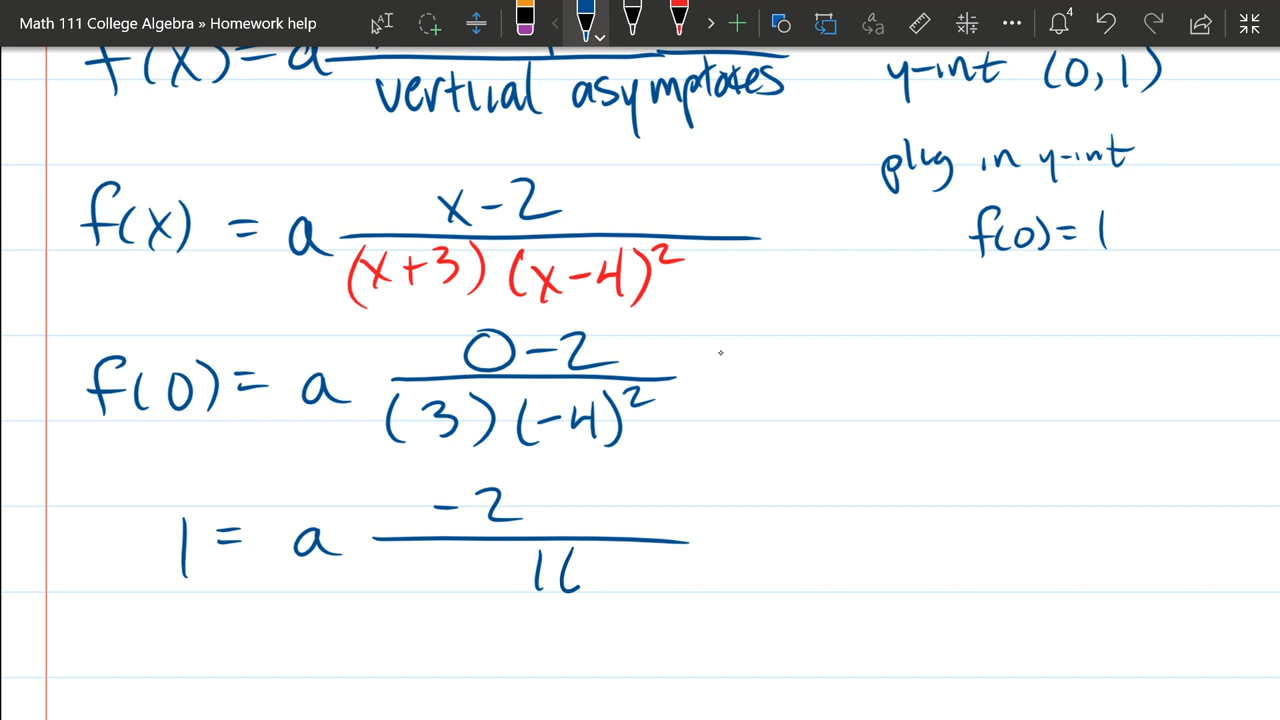 Math 111 College Algebra » Homework help
4
f(x) = a
vertical asymptotes
y-int (0, 1)
plug in y-int
f(0) = 1
f(x) = a x-2
(x+3) (x-4)²
f(0) = a 0-2
(3)(-4)²
1 = a -2
16